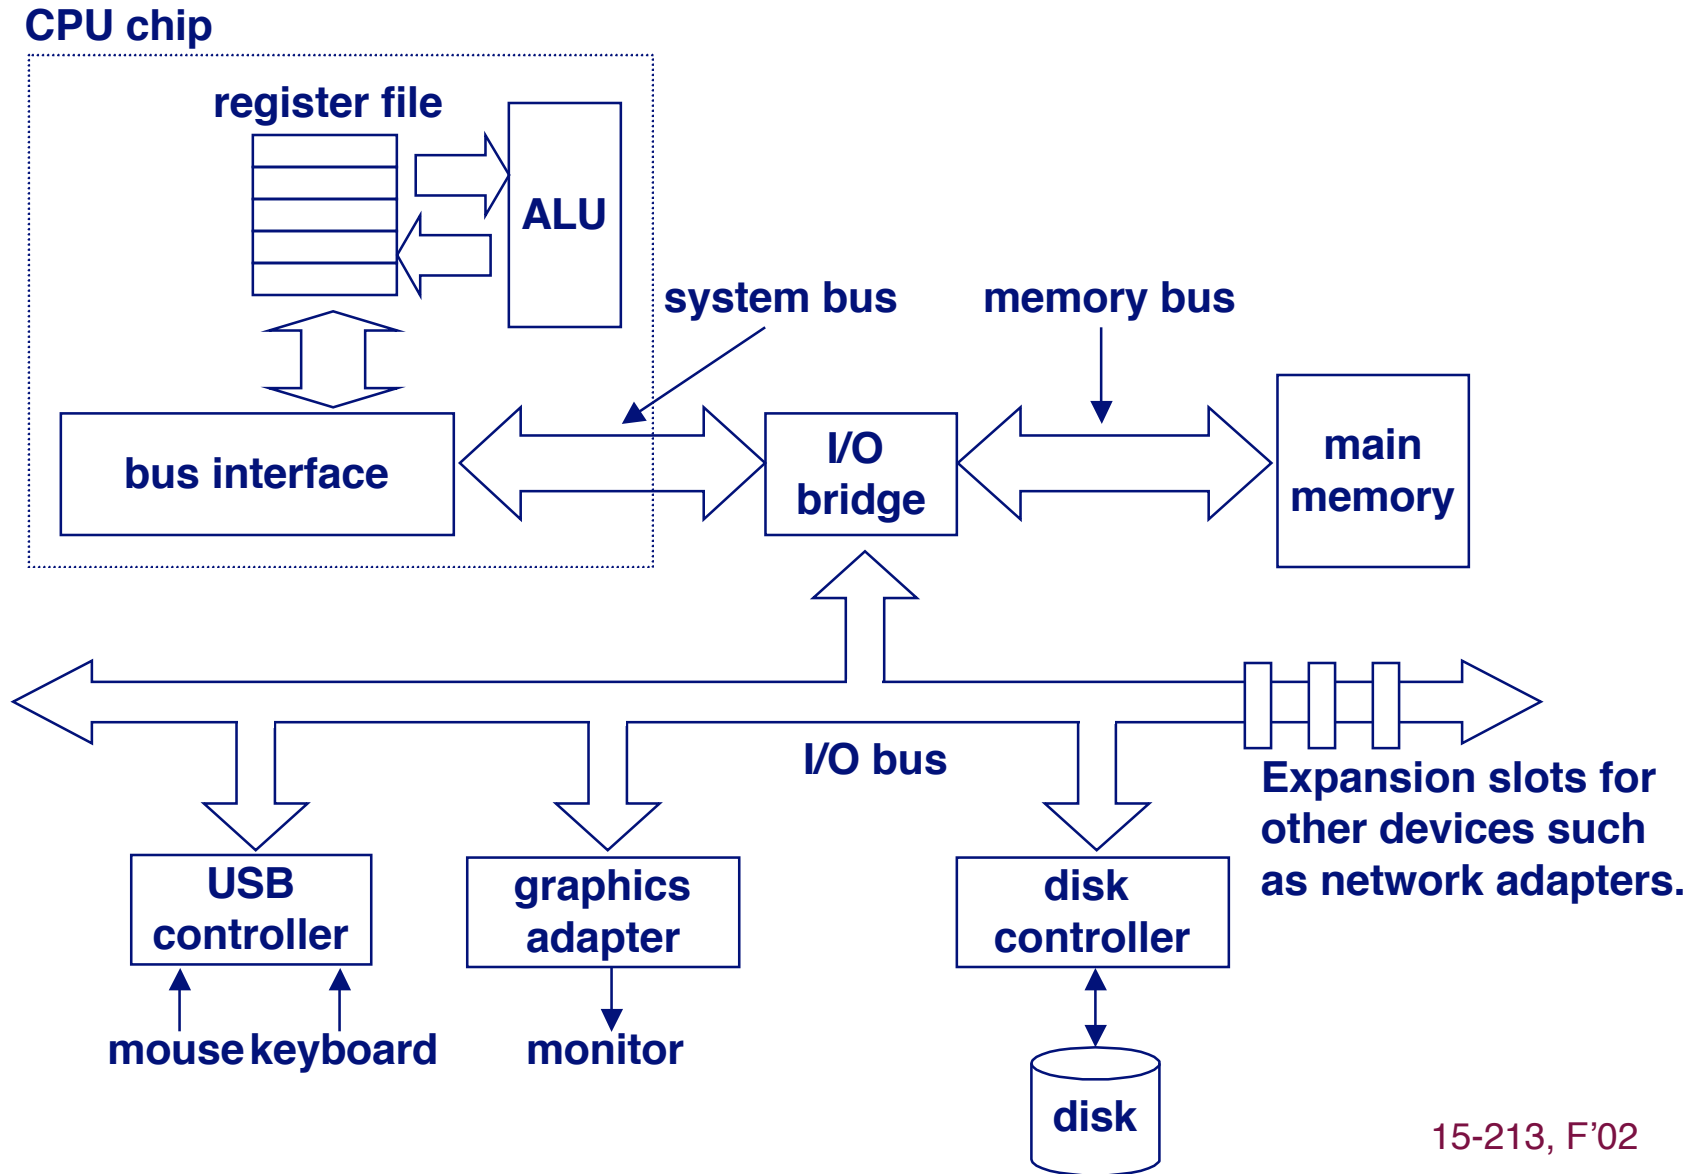 CPU chip
register file
ALU
system bus
memory bus
bus interface
I/O
bridge
main
memory
I/O bus
Expansion slots for
other devices such
as network adapters.
USB
controller
graphics
adapter
disk
controller
mouse keyboard
monitor
disk
15-213, F’02